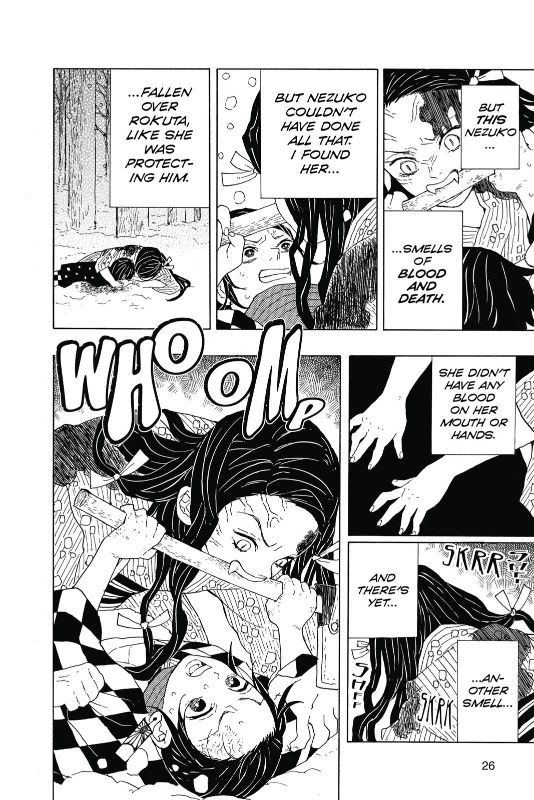 BUT
THIS
NEZUKO
...
...SMELLS
OF
BLOOD
AND
DEATH.
BUT NEZUKO
COULDN'T
HAVE DONE
ALL THAT.
I FOUND
HER...
...FALLEN
OVER
ROKUTA,
LIKE SHE
WAS
PROTECT-
ING HIM.
SHE DIDN'T
HAVE ANY
BLOOD
ON HER
MOUTH OR
HANDS.
SKRR
AND
THERE'S
YET...
SHFF
...AN-
OTHER
SMELL...
SKRK
WHOOMP
26